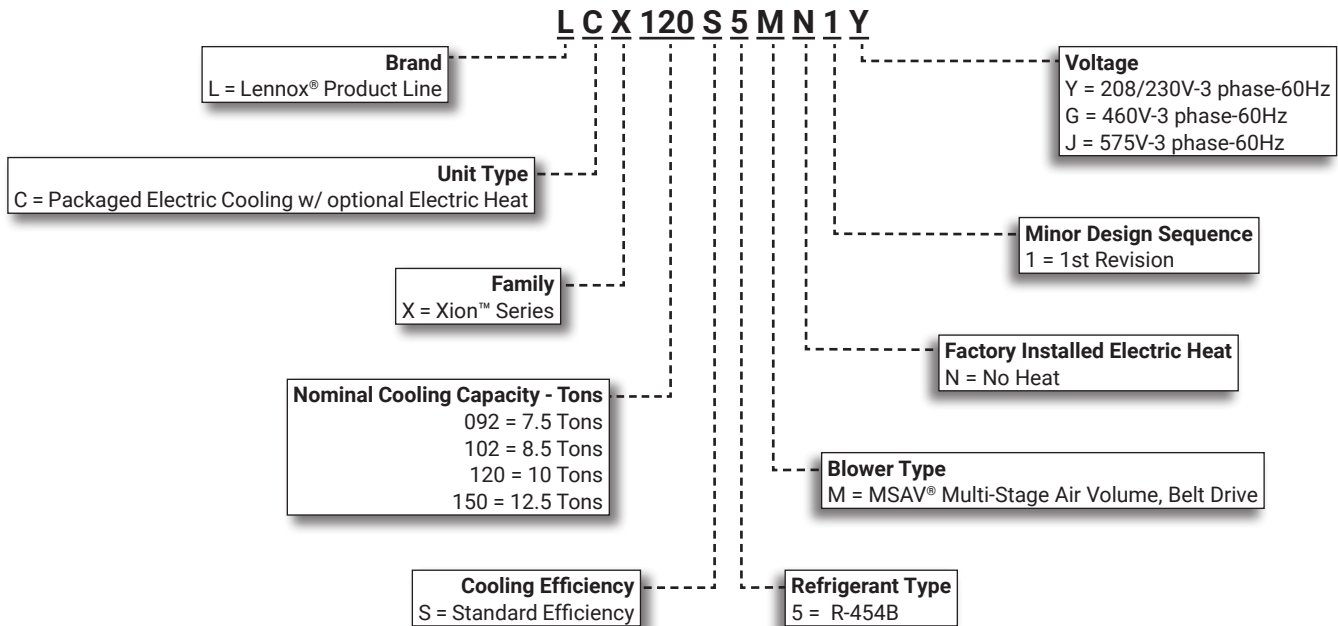 L C X 120 S 5 M N 1 Y
Brand
L = Lennox® Product Line
Voltage
Y = 208/230V-3 phase-60Hz
G = 460V-3 phase-60Hz
J = 575V-3 phase-60Hz
Unit Type
C = Packaged Electric Cooling w/ optional Electric Heat
Minor Design Sequence
1 = 1st Revision
Family
X = Xion™ Series
Factory Installed Electric Heat
N = No Heat
Nominal Cooling Capacity - Tons
092 = 7.5 Tons
102 = 8.5 Tons
120 = 10 Tons
150 = 12.5 Tons
Blower Type
M = MSAV® Multi-Stage Air Volume, Belt Drive
Cooling Efficiency
S = Standard Efficiency
Refrigerant Type
5 = R-454B